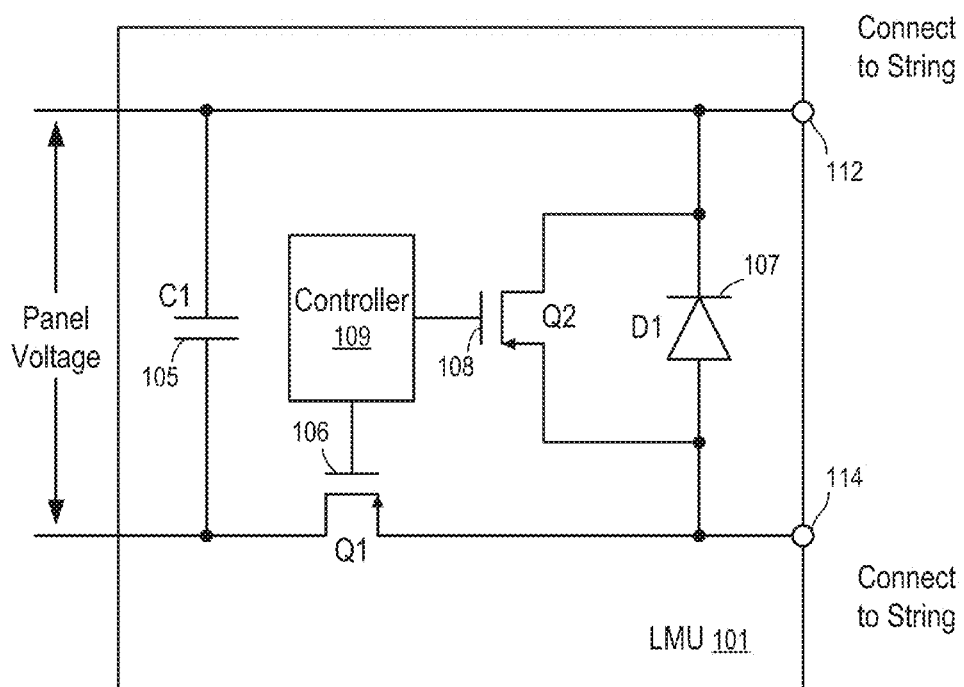 Connect
to String
112
Panel
Voltage
C1
105
Controller
109
108
Q2
D1
107
106
Q1
114
Connect
to String
LMU 101